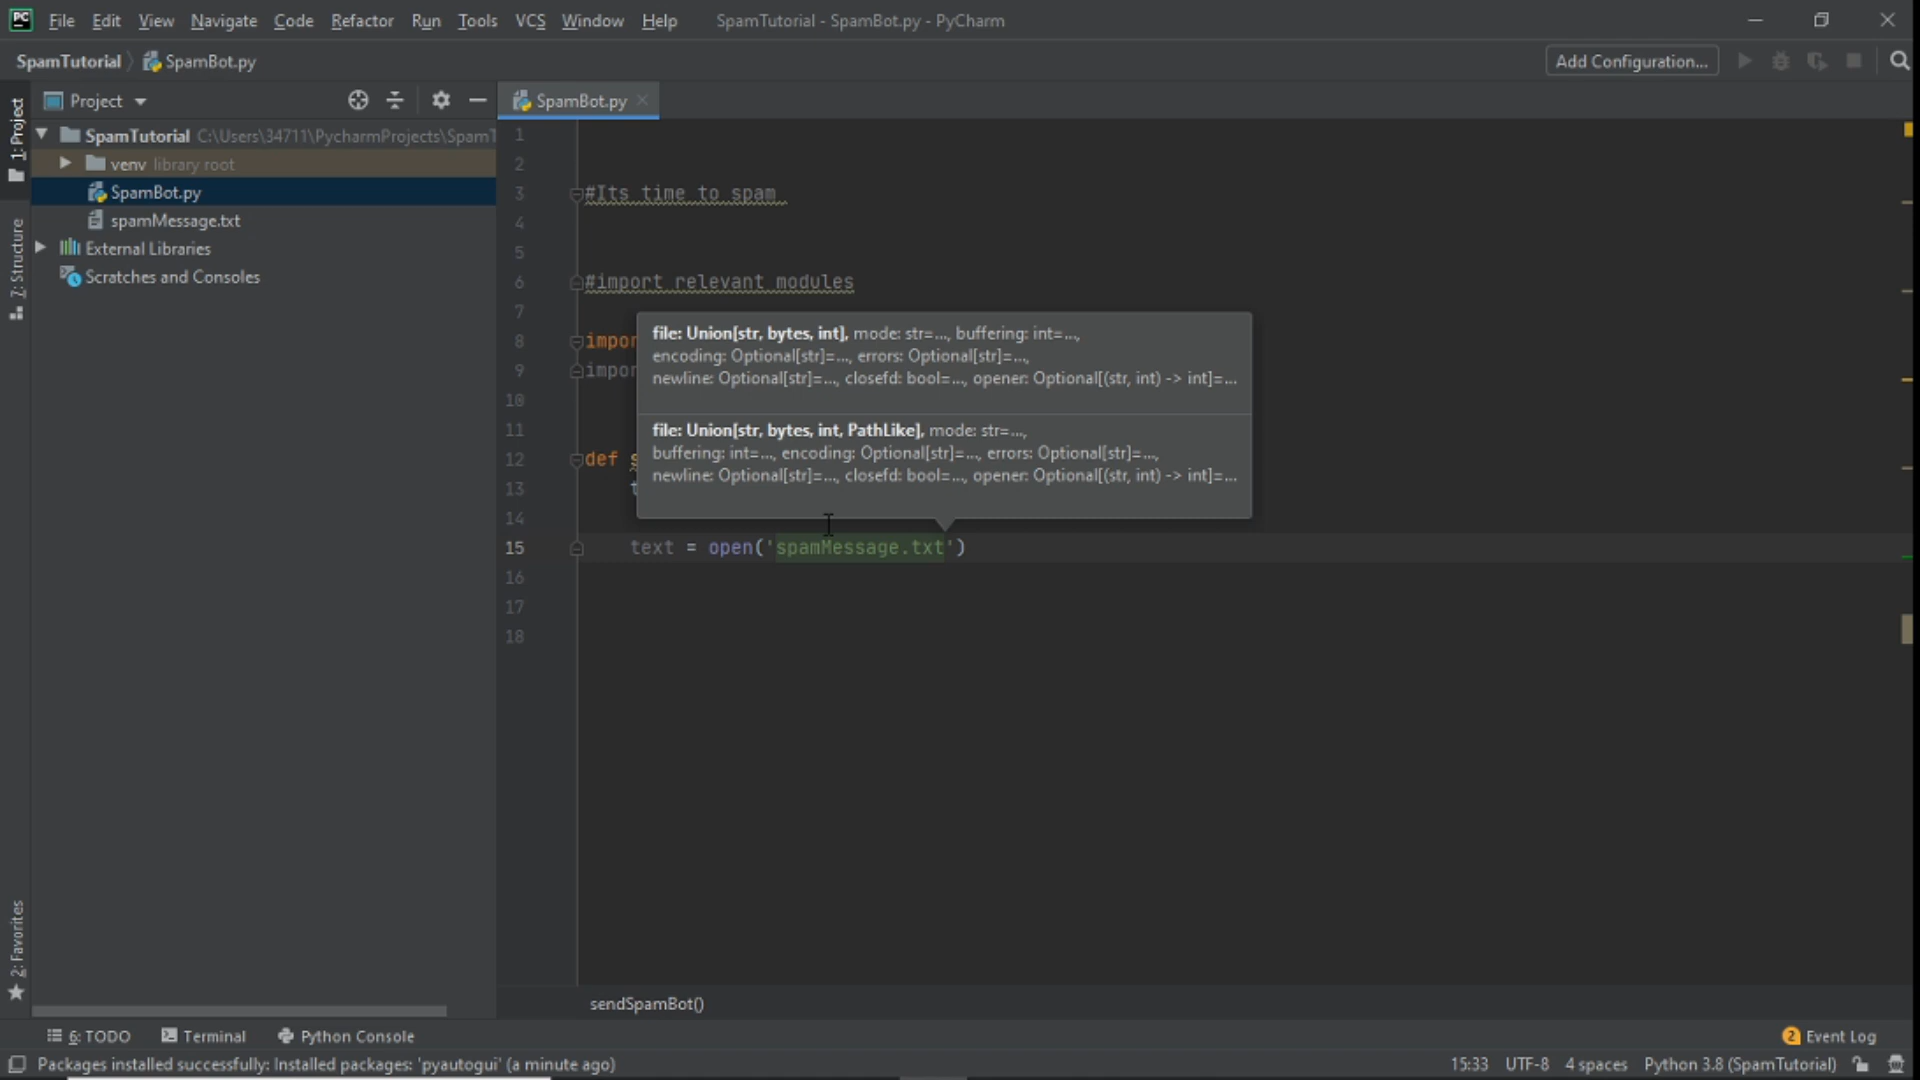 PC File Edit View Navigate Code Refactor Run Tools VCS Window Help SpamTutorial - SpamBot.py - PyCharm
SpamTutorial SpamBot.py Add Configuration...
Project SpamBot.py
1: Project
SpamTutorial C:\Users\34711\PycharmProjects\SpamT
venv library root
SpamBot.py
spamMessage.txt
External Libraries
Scratches and Consoles
7: Structure
2: Favorites
1
2
3 #Its time to spam
4
5
6 #import relevant modules
7
8 impor
9 impor
10
11
12 def s
13 t
14
15 text = open('spamMessage.txt')
16
17
18
file: Union[str, bytes, int], mode: str=..., buffering: int=...,
encoding: Optional[str]=..., errors: Optional[str]=...,
newline: Optional[str]=..., closefd: bool=..., opener: Optional[(str, int) -> int]=...
file: Union[str, bytes, int, PathLike], mode: str=...,
buffering: int=..., encoding: Optional[str]=..., errors: Optional[str]=...,
newline: Optional[str]=..., closefd: bool=..., opener: Optional[(str, int) -> int]=...
sendSpamBot()
6: TODO Terminal Python Console 2 Event Log
Packages installed successfully: Installed packages: 'pyautogui' (a minute ago) 15:33 UTF-8 4 spaces Python 3.8 (SpamTutorial)